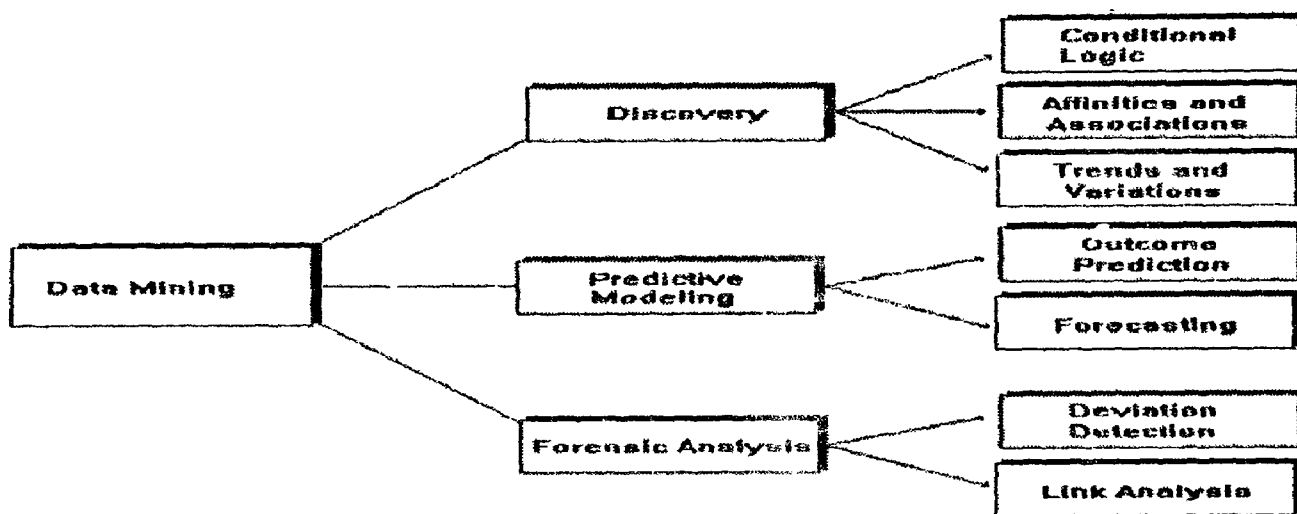 Conditional
Logic
Discovery
Affinities and
Associations
Trends and
Variations
Data Mining
Predictive
Modeling
Outcome
Prediction
Forecasting
Forensic Analysis
Deviation
Detection
Link Analysis